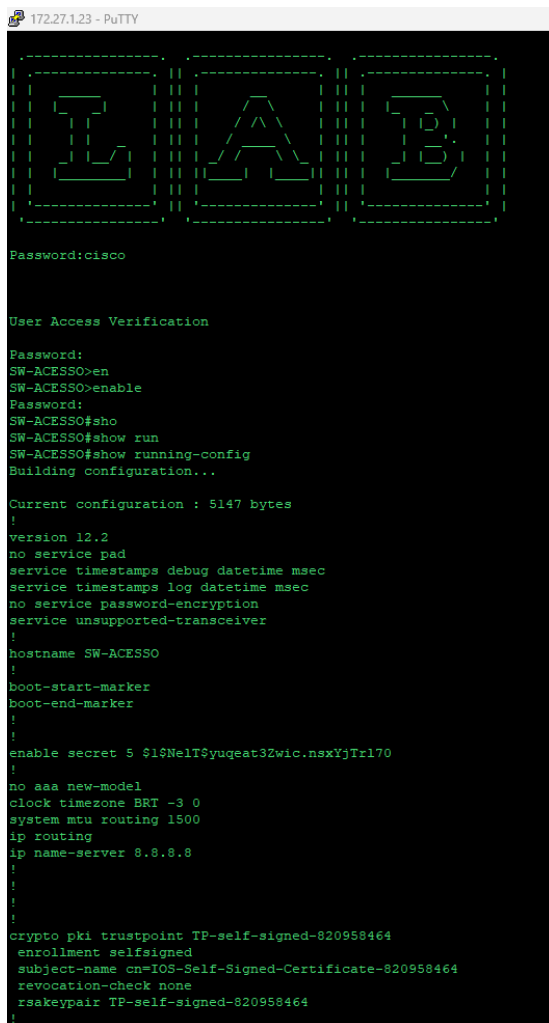 172.27.1.23 - PuTTY
LAB
Password:cisco
User Access Verification
Password:
SW-ACESSO>en
SW-ACESSO>enable
Password:
SW-ACESSO#sho
SW-ACESSO#show run
SW-ACESSO#show running-config
Building configuration...
Current configuration : 5147 bytes
!
version 12.2
no service pad
service timestamps debug datetime msec
service timestamps log datetime msec
no service password-encryption
service unsupported-transceiver
!
hostname SW-ACESSO
!
boot-start-marker
boot-end-marker
!
!
enable secret 5 $1$NelT$yuqeat3Zwic.nsxYjTrl70
!
no aaa new-model
clock timezone BRT -3 0
system mtu routing 1500
ip routing
ip name-server 8.8.8.8
!
!
!
!
crypto pki trustpoint TP-self-signed-820958464
 enrollment selfsigned
 subject-name cn=IOS-Self-Signed-Certificate-820958464
 revocation-check none
 rsakeypair TP-self-signed-820958464
!